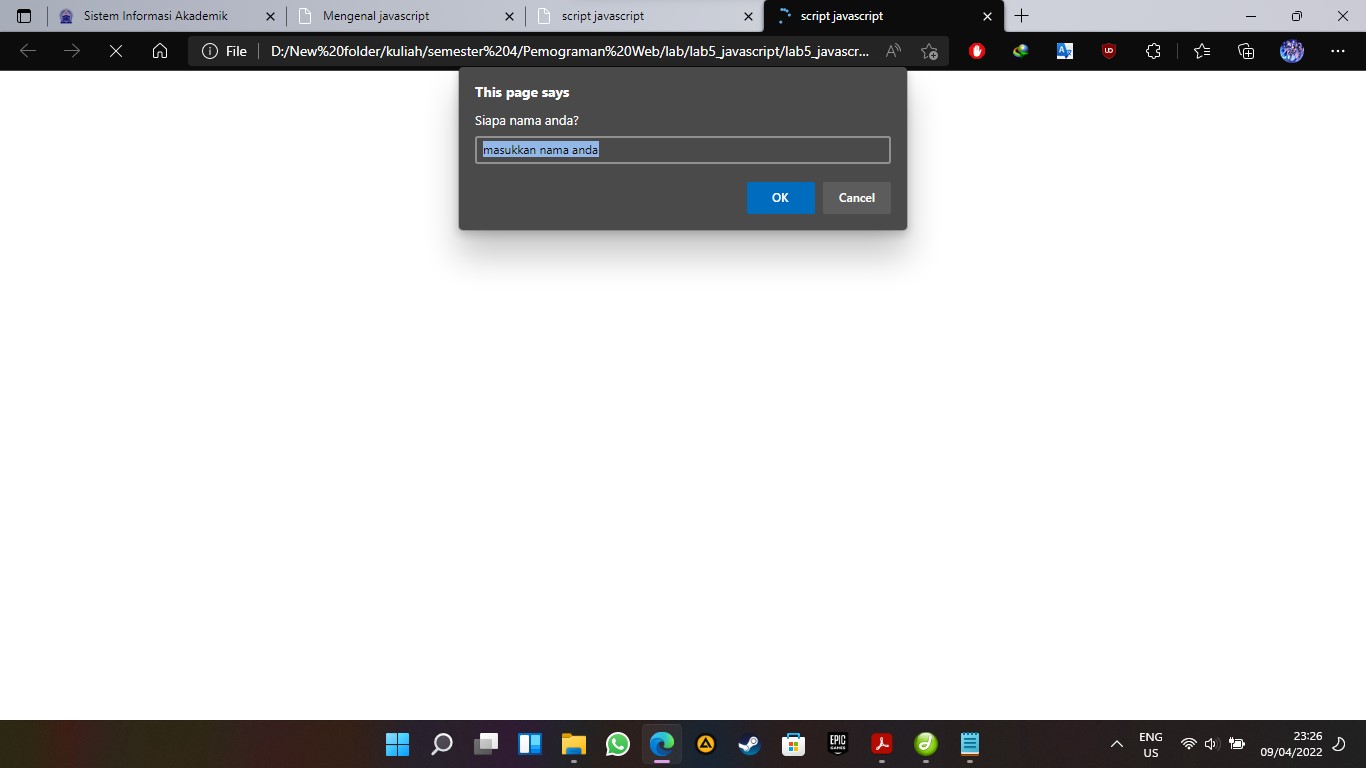 Sistem Informasi Akademik
Mengenal javascript
script javascript
script javascript
File
D:/New%20folder/kuliah/semester%204/Pemograman%20Web/lab/lab5_javascript/lab5_javascr...
This page says
Siapa nama anda?
masukkan nama anda
OK
Cancel
EPIC
GAMES
ENG
US
23:26
09/04/2022